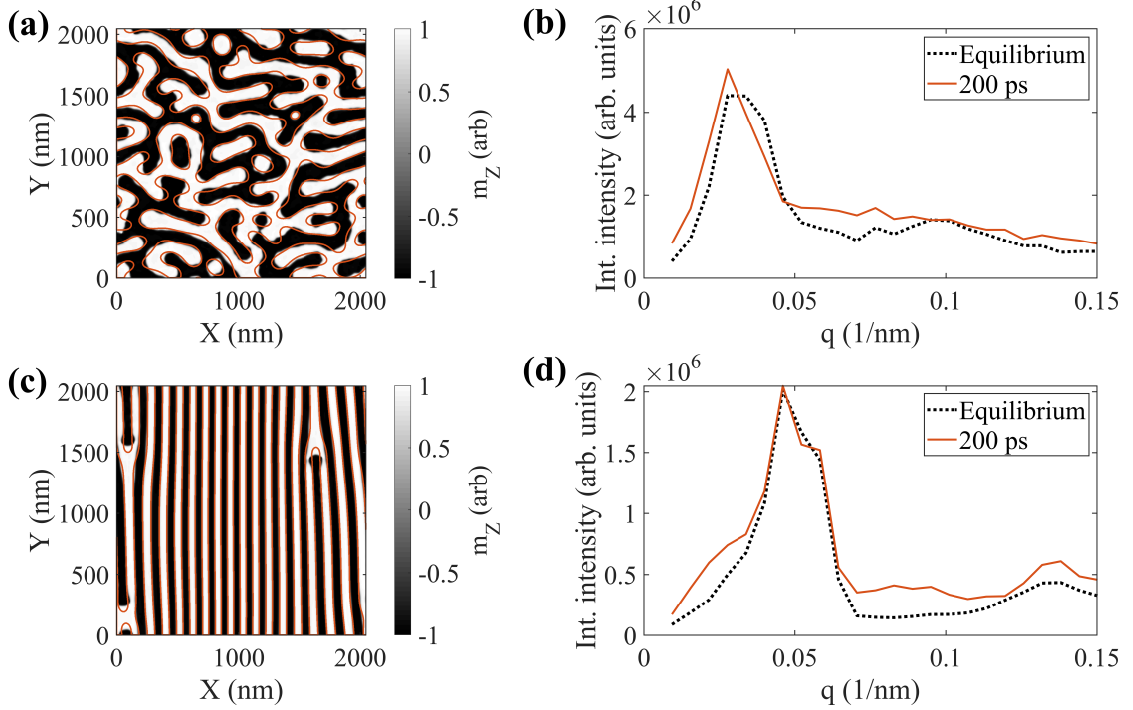 (a)
2000
1500
1000
500
0
Y (nm)
0
1000
2000
X (nm)
1
0.5
0
-0.5
-1
m_Z (arb)
(b)
×10^6
6
4
2
0
Int. intensity (arb. units)
Equilibrium
200 ps
0
0.05
0.1
0.15
q (1/nm)
(c)
2000
1500
1000
500
0
Y (nm)
0
1000
2000
X (nm)
1
0.5
0
-0.5
-1
m_Z (arb)
(d)
×10^6
2
1.5
1
0.5
0
Int. intensity (arb. units)
Equilibrium
200 ps
0
0.05
0.1
0.15
q (1/nm)